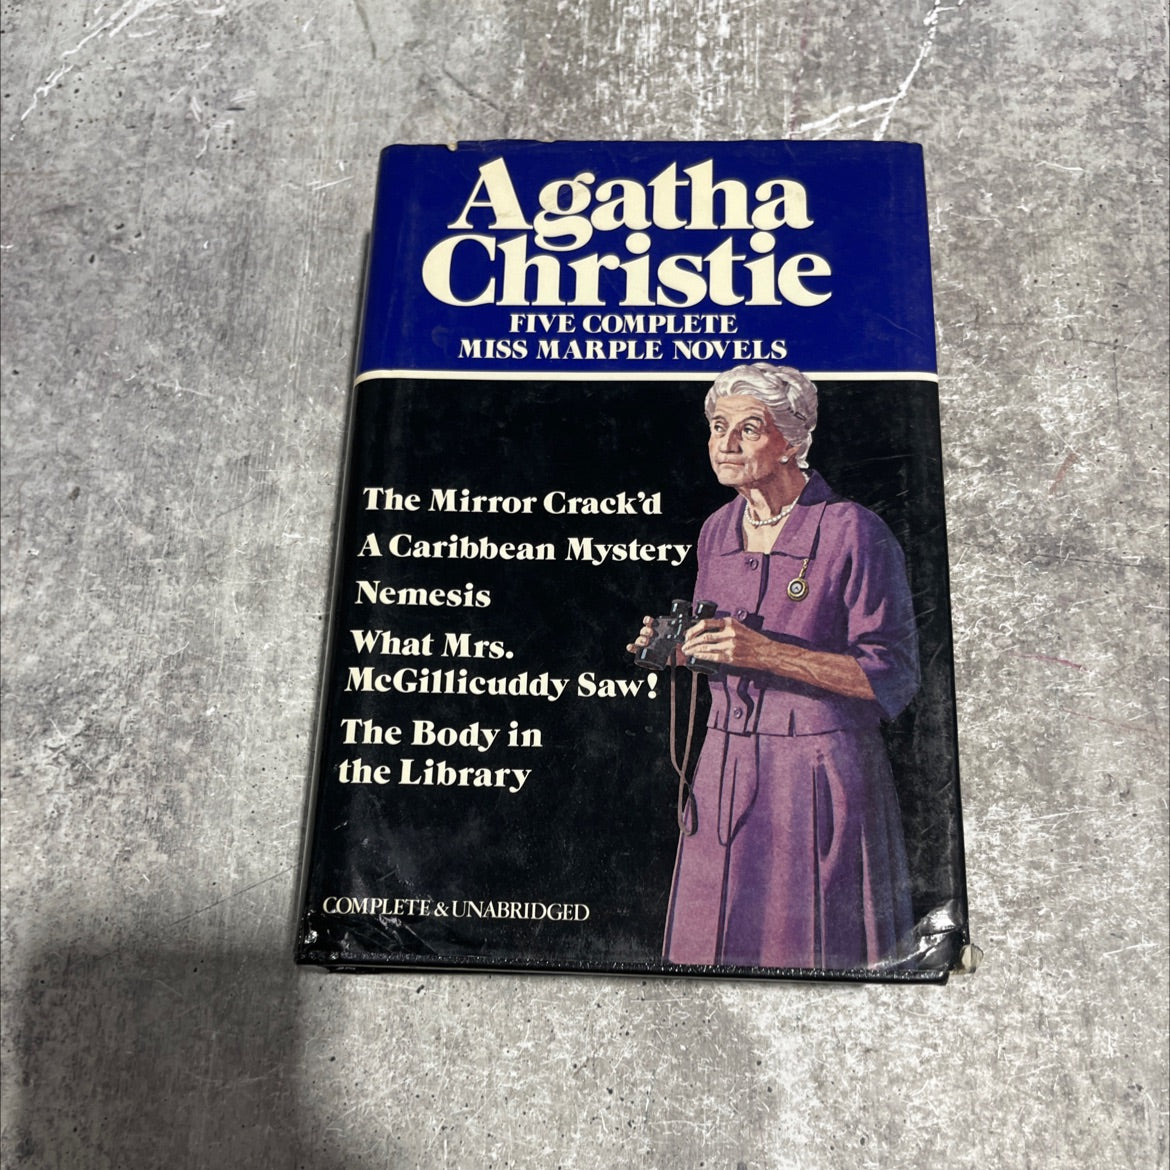 Agatha
Christie
FIVE COMPLETE
MISS MARPLE NOVELS
The Mirror Crack'd
A Caribbean Mystery
Nemesis
What Mrs.
McGillicuddy Saw!
The Body in
the Library
COMPLETE & UNABRIDGED